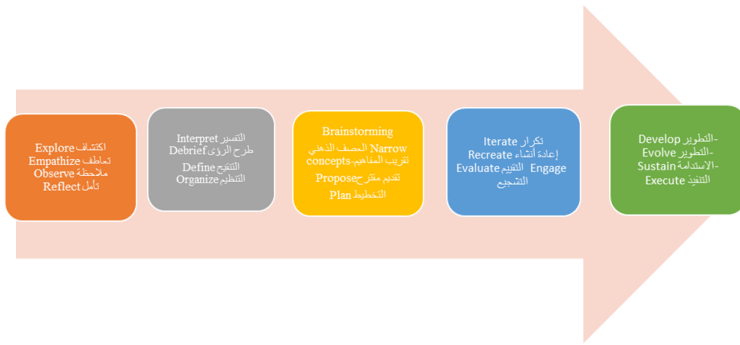 Explore اكتشاف
Empathize تعاطف
Observe ملاحظة
Reflect تأمل
Interpret التفسير
Debrief طرح الرؤى
Define التنقيح
Organize التنظيم
Brainstorming
العصف الذهني Narrow
concepts تقريب المفاهيم،
Propose تقديم مقترح
Plan التخطيط
Iterate تكرار
Recreate إعادة أنشاء
Evaluate التقييم Engage
التشجيع
Develop التطوير-
Evolve التطوير-
Sustain الاستدامة-
Execute التنفيذ